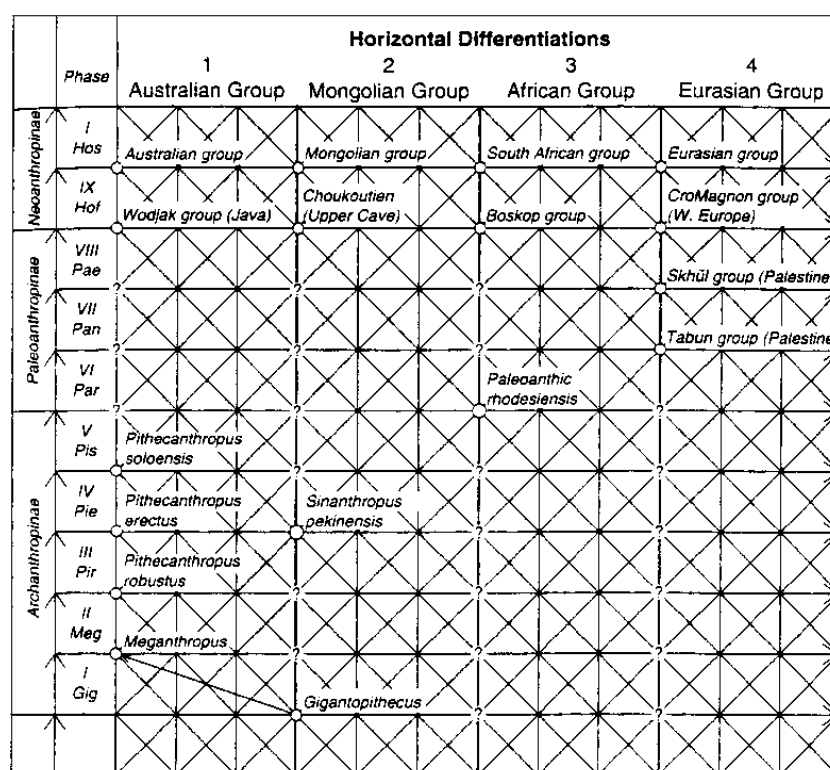 Horizontal Differentiations
1 2 3 4
Phase Australian Group Mongolian Group African Group Eurasian Group
Neoanthropinae
I
Hos
Australian group Mongolian group South African group Eurasian group
IX
Hof
Wodjak group (Java)
Choukoutien
(Upper Cave)
Boskop group
CroMagnon group
(W. Europe)
Paleoanthropinae
VIII
Pae
Skhül group (Palestine
? ? ?
VII
Pan
Tabun group (Palestine
? ? ?
VI
Par
Paleoanthic
rhodesiensis
? ? ?
Archanthropinae
V
Pis
Pithecanthropus
soloensis
? ? ?
IV
Pie
Pithecanthropus
erectus
Sinanthropus
pekinensis
? ?
III
Pir
Pithecanthropus
robustus
? ? ?
II
Meg
Meganthropus
? ? ?
I
Gig
Gigantopithecus
? ?